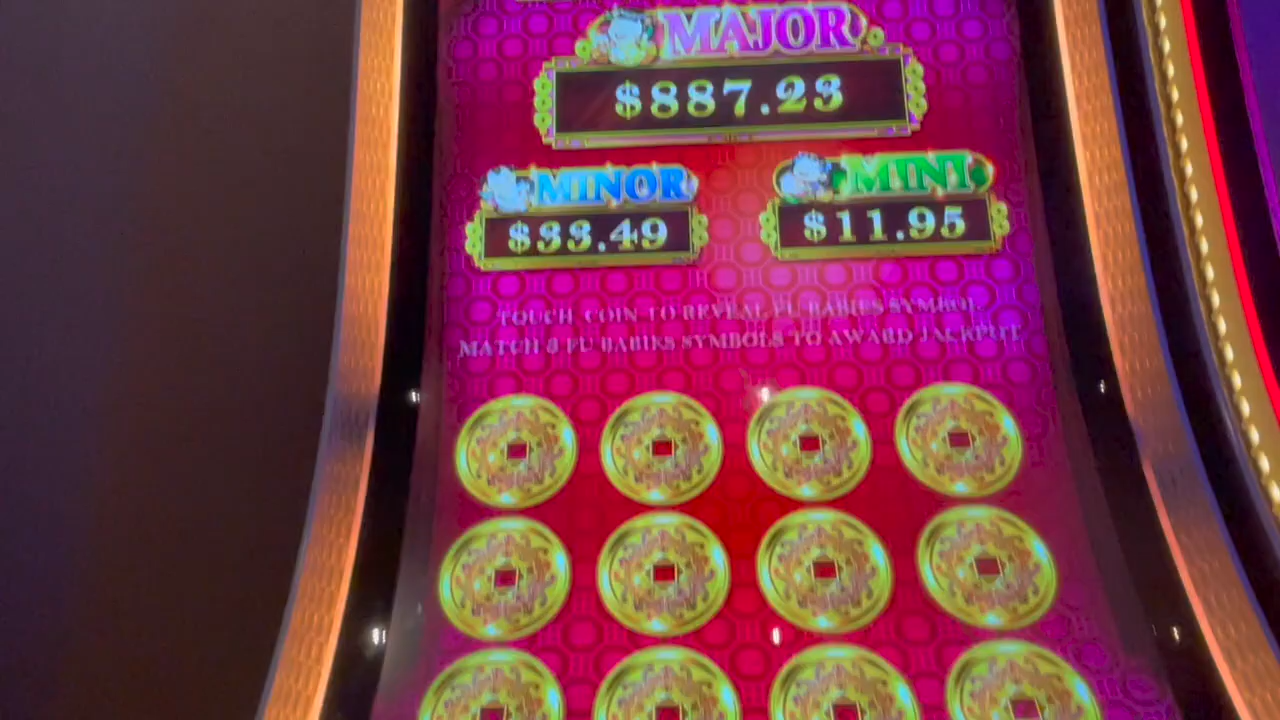 MAJOR
$887.23
MINOR
MINI
$33.49
$11.95
TOUCH COIN TO REVEAL FU BABIES SYMBOL
MATCH 3 FU BABIES SYMBOLS TO AWARD JACKPOT